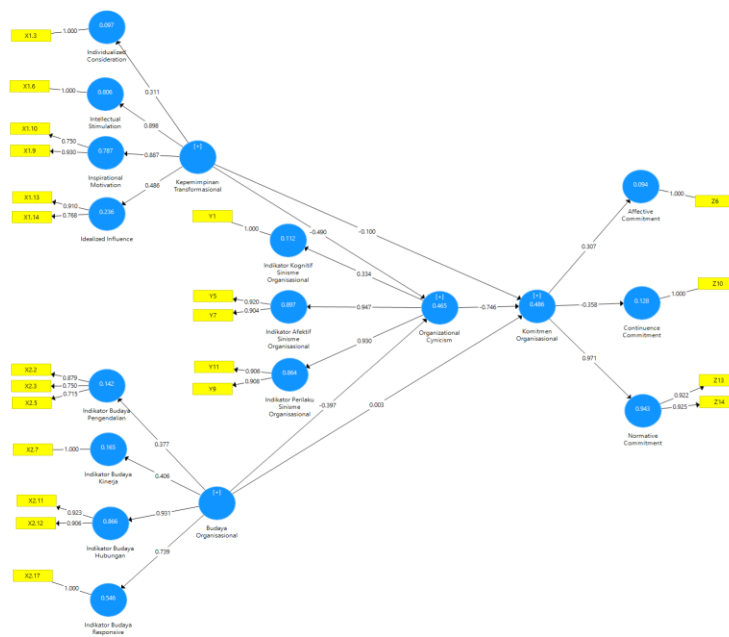 X1.3
1.000
0.097
Individualized
Consideration
0.311
X1.6
1.000
0.806
Intellectual
Stimulation
0.898
X1.10
X1.9
0.750
0.930
0.787
Inspirational
Motivation
0.887
X1.13
X1.14
0.910
0.768
0.236
Idealized Influence
0.486
[+]
Kepemimpinan
Transformasional
-0.100
-0.490
Y1
1.000
0.112
Indikator Kognitif
Sinisme
Organisasional
0.334
Y5
Y7
0.920
0.904
0.897
Indikator Afektif
Sinisme
Organisasional
0.947
Y11
Y9
0.906
0.906
0.864
Indikator Perilaku
Sinisme
Organisasional
0.930
[+]
0.465
Organizational
Cynicism
-0.746
[+]
0.486
Komitmen
Organisasional
0.307
0.094
Affective
Commitment
1.000
Z6
-0.358
0.128
Continuence
Commitment
1.000
Z10
0.971
0.943
Normative
Commitment
0.922
0.925
Z13
Z14
X2.2
X2.3
X2.5
0.879
0.750
0.715
0.142
Indikator Budaya
Pengendalian
0.377
X2.7
1.000
0.165
Indikator Budaya
Kinerja
0.406
X2.11
X2.12
0.923
0.906
0.866
Indikator Budaya
Hubungan
0.931
X2.17
1.000
0.546
Indikator Budaya
Responsive
0.739
[+]
Budaya
Organisasional
-0.397
0.003